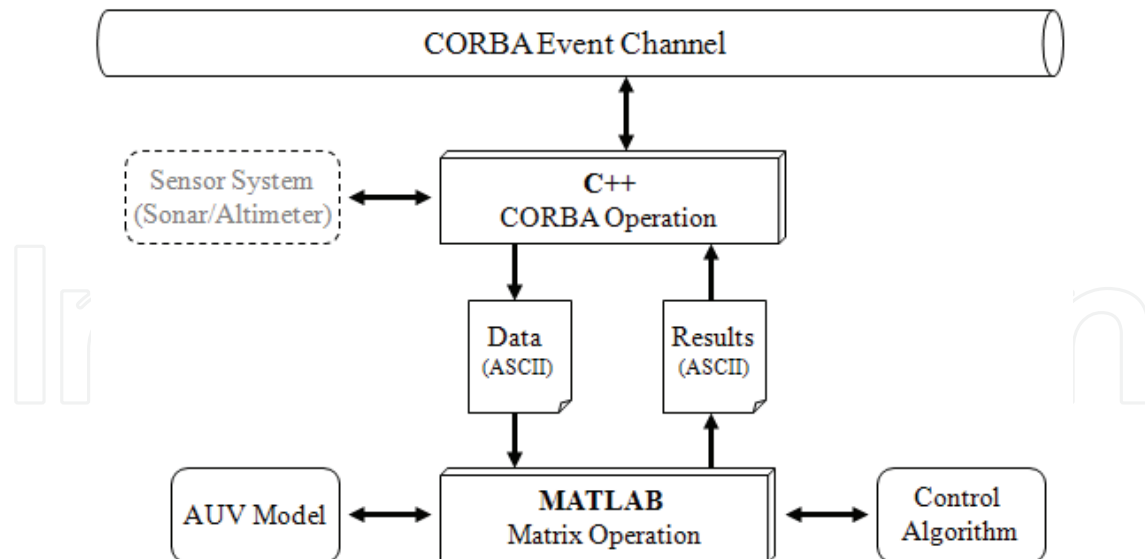 CORBA Event Channel
Sensor System
(Sonar/Altimeter)
C++
CORBA Operation
Data
(ASCII)
Results
(ASCII)
AUV Model
MATLAB
Matrix Operation
Control
Algorithm